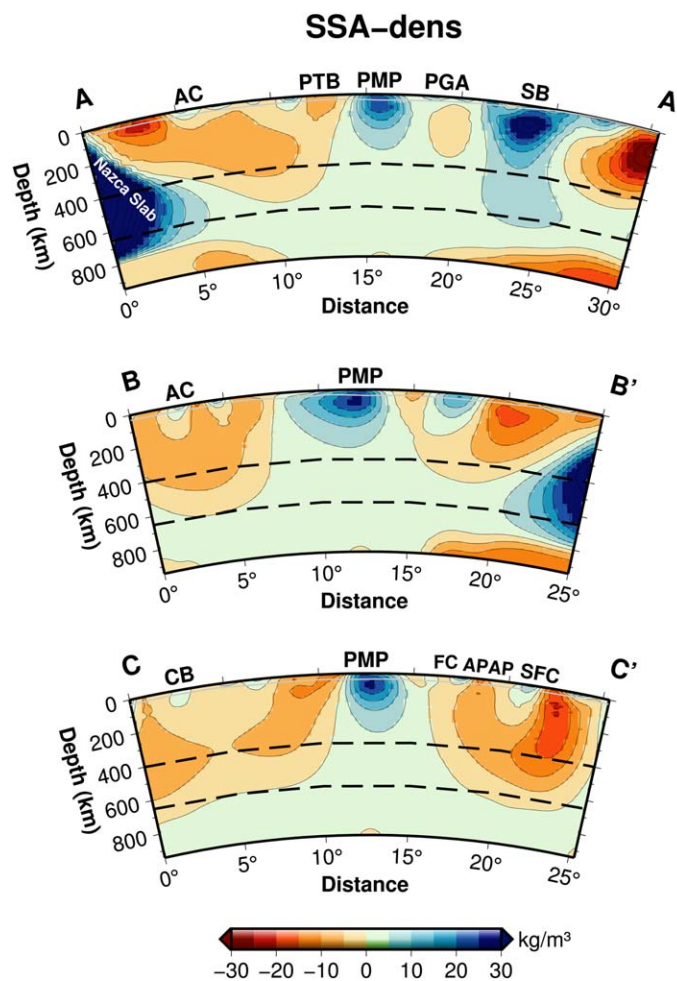 SSA−dens
A AC PTB PMP PGA SB A
Nazca Slab
Depth (km)
0
200
400
600
800
0° 5° 10° 15° 20° 25° 30°
Distance
B AC PMP B'
Depth (km)
0
200
400
600
800
0° 5° 10° 15° 20° 25°
Distance
C CB PMP FC APAP SFC C'
Depth (km)
0
200
400
600
800
0° 5° 10° 15° 20° 25°
Distance
kg/m³
−30 −20 −10 0 10 20 30